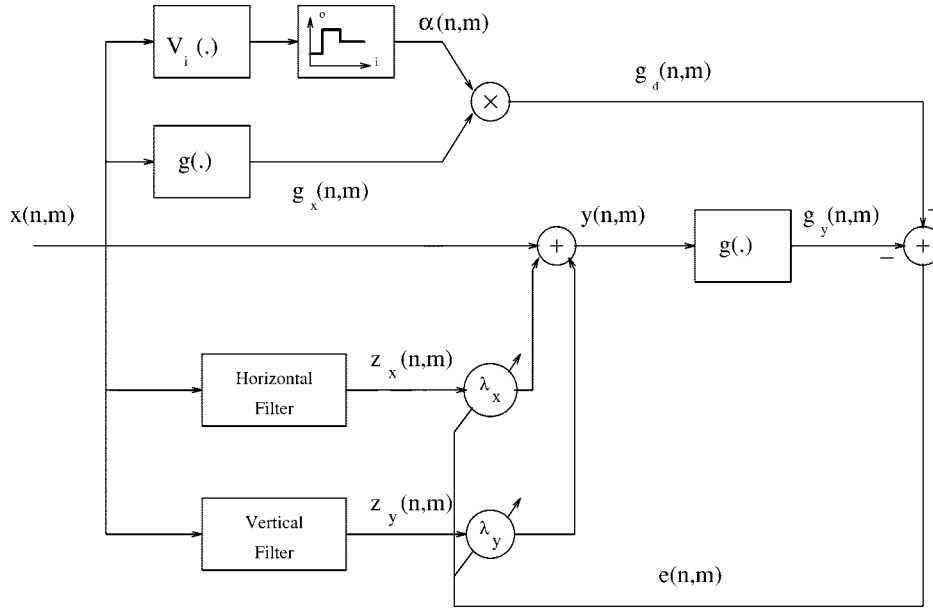 V_i (.)
o
i
α(n,m)
×
g_d(n,m)
g(.)
g_x(n,m)
x(n,m)
+
y(n,m)
g(.)
g_y(n,m)
−
+
Horizontal
Filter
z_x(n,m)
λ_x
Vertical
Filter
z_y(n,m)
λ_y
e(n,m)